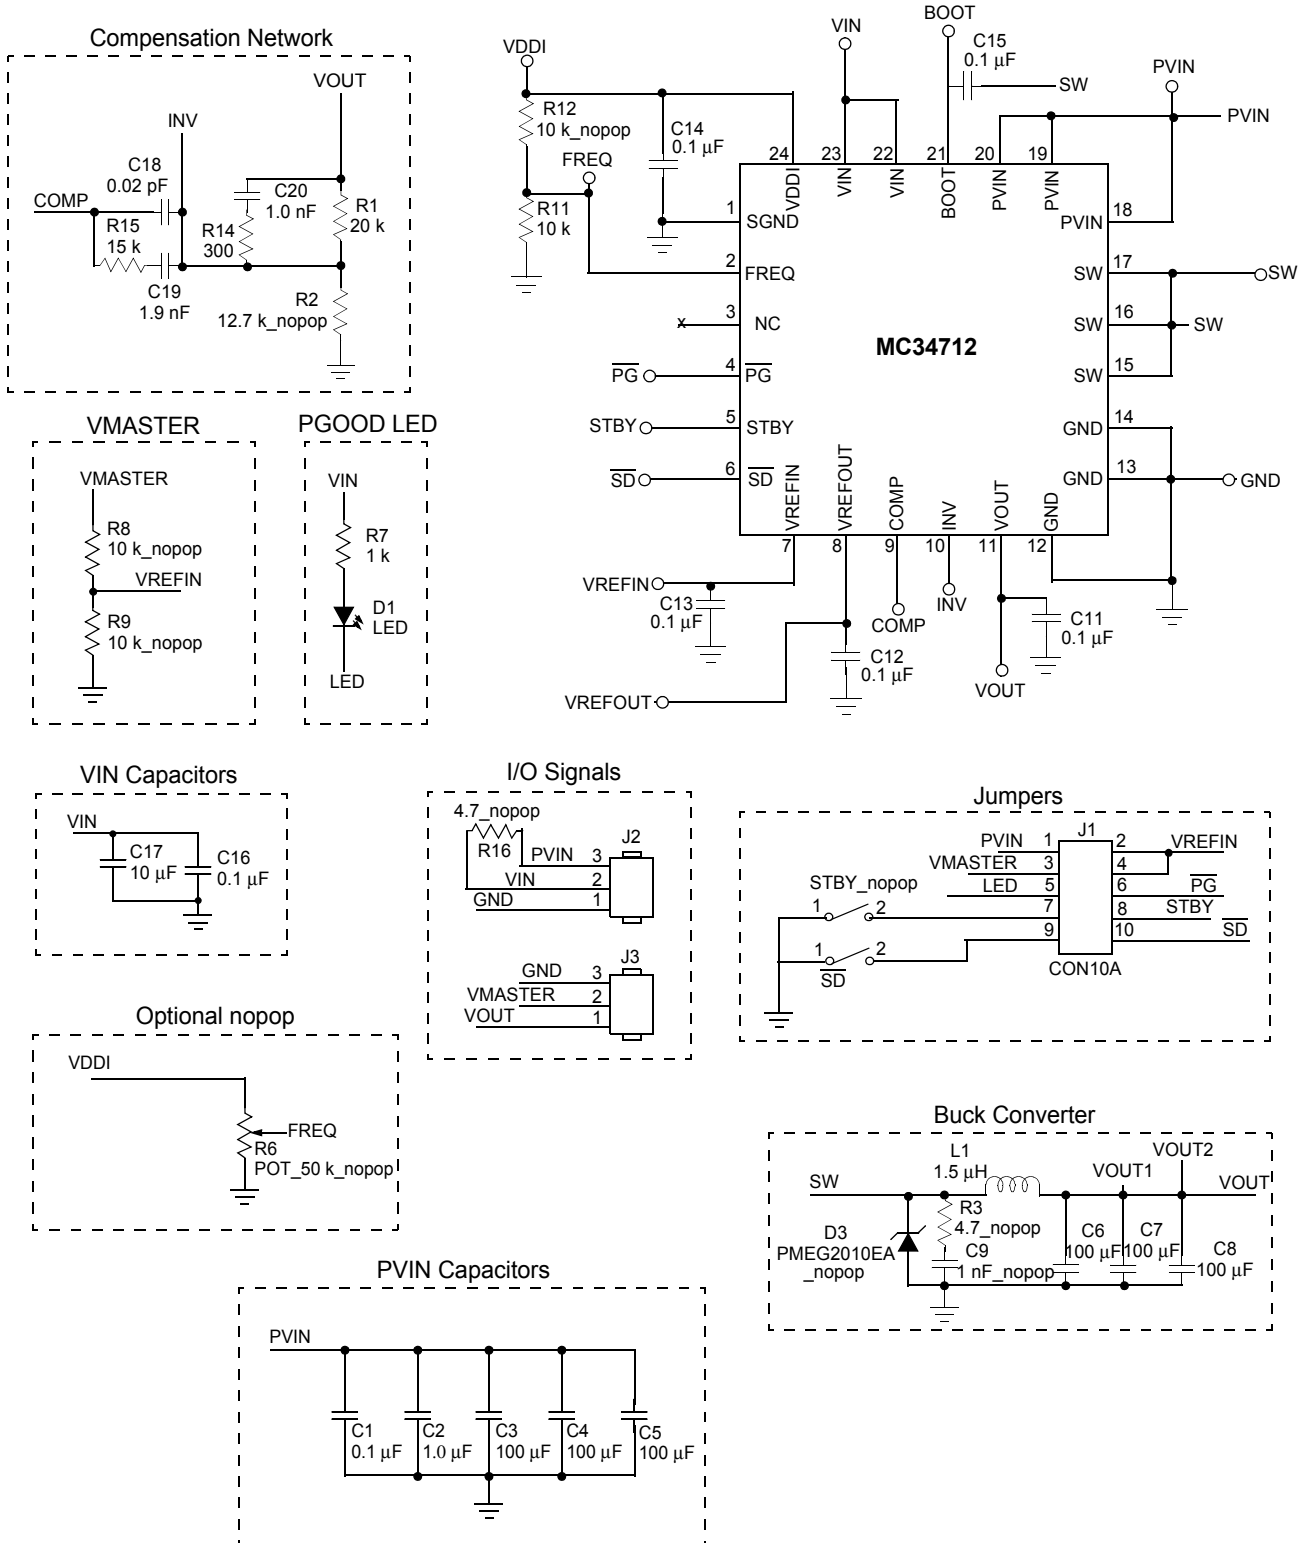 Compensation Network
VOUT
INV
C18
0.02 pF
COMP
R15
15 k
C19
1.9 nF
C20
1.0 nF
R14
300
R1
20 k
R2
12.7 k_nopop
VDDI
R12
10 k_nopop
FREQ
R11
10 k
C14
0.1 μF
VIN
BOOT
C15
0.1 μF
SW
PVIN
PVIN
24
23
22
21
20
19
VDDI
VIN
VIN
BOOT
PVIN
PVIN
1
SGND
2
FREQ
3
NC
x
PG
4
PG
STBY
5
STBY
SD
6
SD
MC34712
18
PVIN
17
SW
SW
16
SW
SW
15
SW
14
GND
13
GND
GND
VREFIN
VREFOUT
COMP
INV
VOUT
GND
7
8
9
10
11
12
VREFIN
C13
0.1 μF
COMP
INV
C11
0.1 μF
C12
0.1 μF
VOUT
VREFOUT
VMASTER
VMASTER
R8
10 k_nopop
VREFIN
R9
10 k_nopop
PGOOD LED
VIN
R7
1 k
D1
LED
LED
VIN Capacitors
VIN
C17
10 μF
C16
0.1 μF
I/O Signals
4.7_nopop
R16
J2
PVIN 3
VIN 2
GND 1
J3
GND 3
VMASTER 2
VOUT 1
Jumpers
J1
PVIN 1
2 VREFIN
VMASTER 3
4
LED 5
6 PG
STBY_nopop
1
2
7
8 STBY
9
10 SD
1
2
SD
CON10A
Optional nopop
VDDI
FREQ
R6
POT_50 k_nopop
Buck Converter
SW
L1
1.5 μH
VOUT1
VOUT2
VOUT
R3
4.7_nopop
D3
PMEG2010EA
_nopop
C9
1 nF_nopop
C6
100 μF
C7
100 μF
C8
100 μF
PVIN Capacitors
PVIN
C1
0.1 μF
C2
1.0 μF
C3
100 μF
C4
100 μF
C5
100 μF